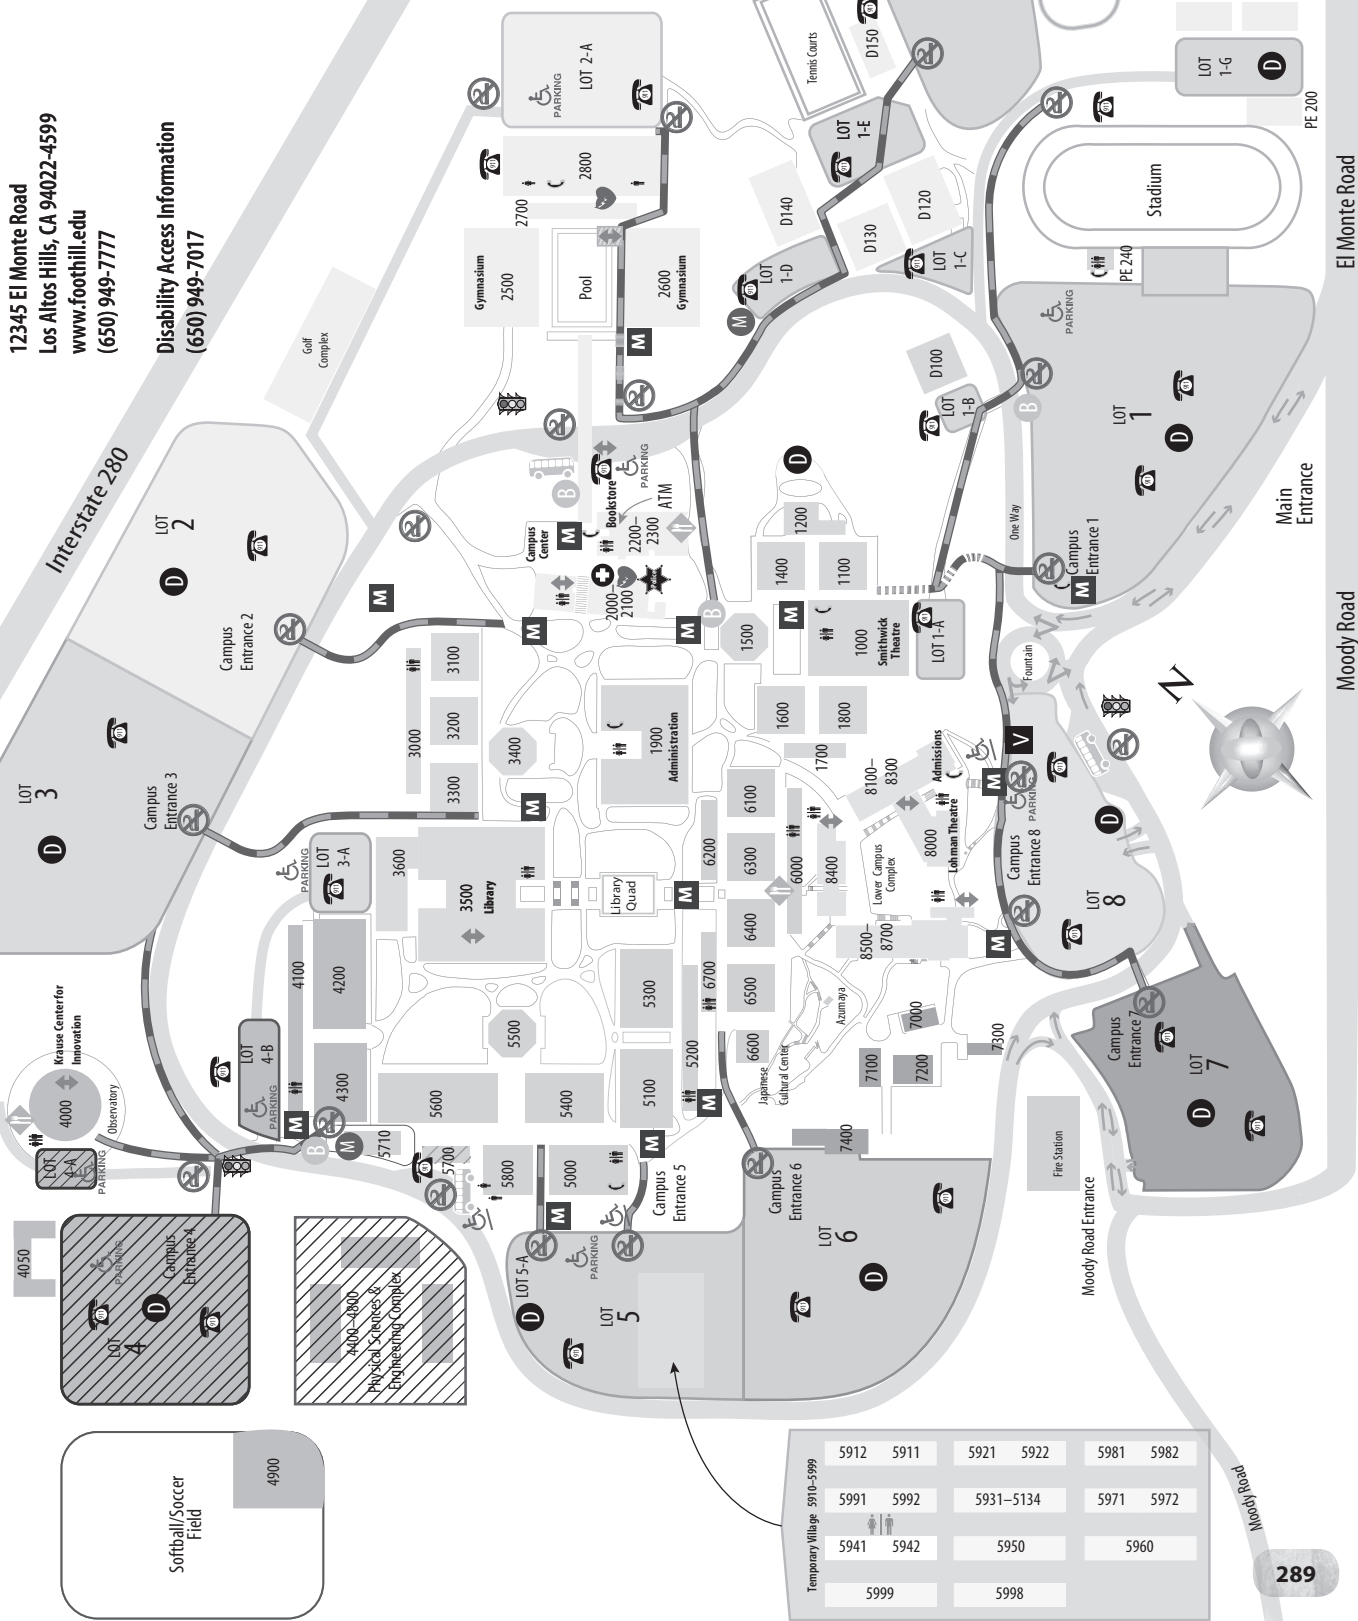 12345 El Monte Road
Los Altos Hills, CA 94022-4599
www.foothill.edu
(650) 949-7777
Disability Access Information
(650) 949-7017
Interstate 280
Golf
Complex
LOT 2-A
PARKING
2800
2700
Gymnasium
2500
Pool
2600
Gymnasium
Tennis Courts
D150
LOT
1-E
D140
D130
D120
LOT
1-D
LOT
1-C
D100
LOT
1-B
LOT
1-G
D
PE 200
Stadium
PE 240
PARKING
El Monte Road
LOT
1
D
Main
Entrance
One Way
Campus
Entrance 1
M
Moody Road
LOT
2
D
Campus
Entrance 2
M
LOT
3
D
Campus
Entrance 3
B
Bookstore
PARKING
ATM
Campus
Center
M
2200–
2300
2000–
2100
POLICE
M
M
B
D
1200
1400
1100
1500
M
1000
Smithwick
Theatre
LOT 1-A
Fountain
N
3000
3100
3200
3300
3400
M
1900
Administration
1600
1800
1700
8100–
8300
Admissions
8000
Lohman Theatre
V
M
PARKING
Campus
Entrance 8
D
LOT
8
PARKING
LOT
3-A
3600
3500
Library
Library
Quad
M
6100
6200
6300
6000
8400
6400
6500
6600
6700
Lower Campus
Complex
8500–
8700
M
Azumaya
Japanese
Cultural Center
7000
7100
7200
7300
7400
4100
4200
4300
LOT
4-B
PARKING
M
5500
5300
5200
5100
5400
5600
M
M
Krause Center for
Innovation
4000
Observatory
LOT
4-A
PARKING
B
M
5710
5700
5800
5000
M
Campus
Entrance 5
Campus
Entrance 6
Campus
Entrance 7
LOT
7
D
Fire Station
Moody Road Entrance
4050
PARKING
Campus
Entrance 4
D
LOT
4
4400–4800
Physical Sciences &
Engineering Complex
LOT 5-A
D
PARKING
LOT
5
LOT
6
D
Softball/Soccer
Field
4900
Temporary Village 5910–5999
5912 5911
5921 5922
5981 5982
5991 5992
5931–5134
5971 5972
5941 5942
5950
5960
5999
5998
Moody Road
289